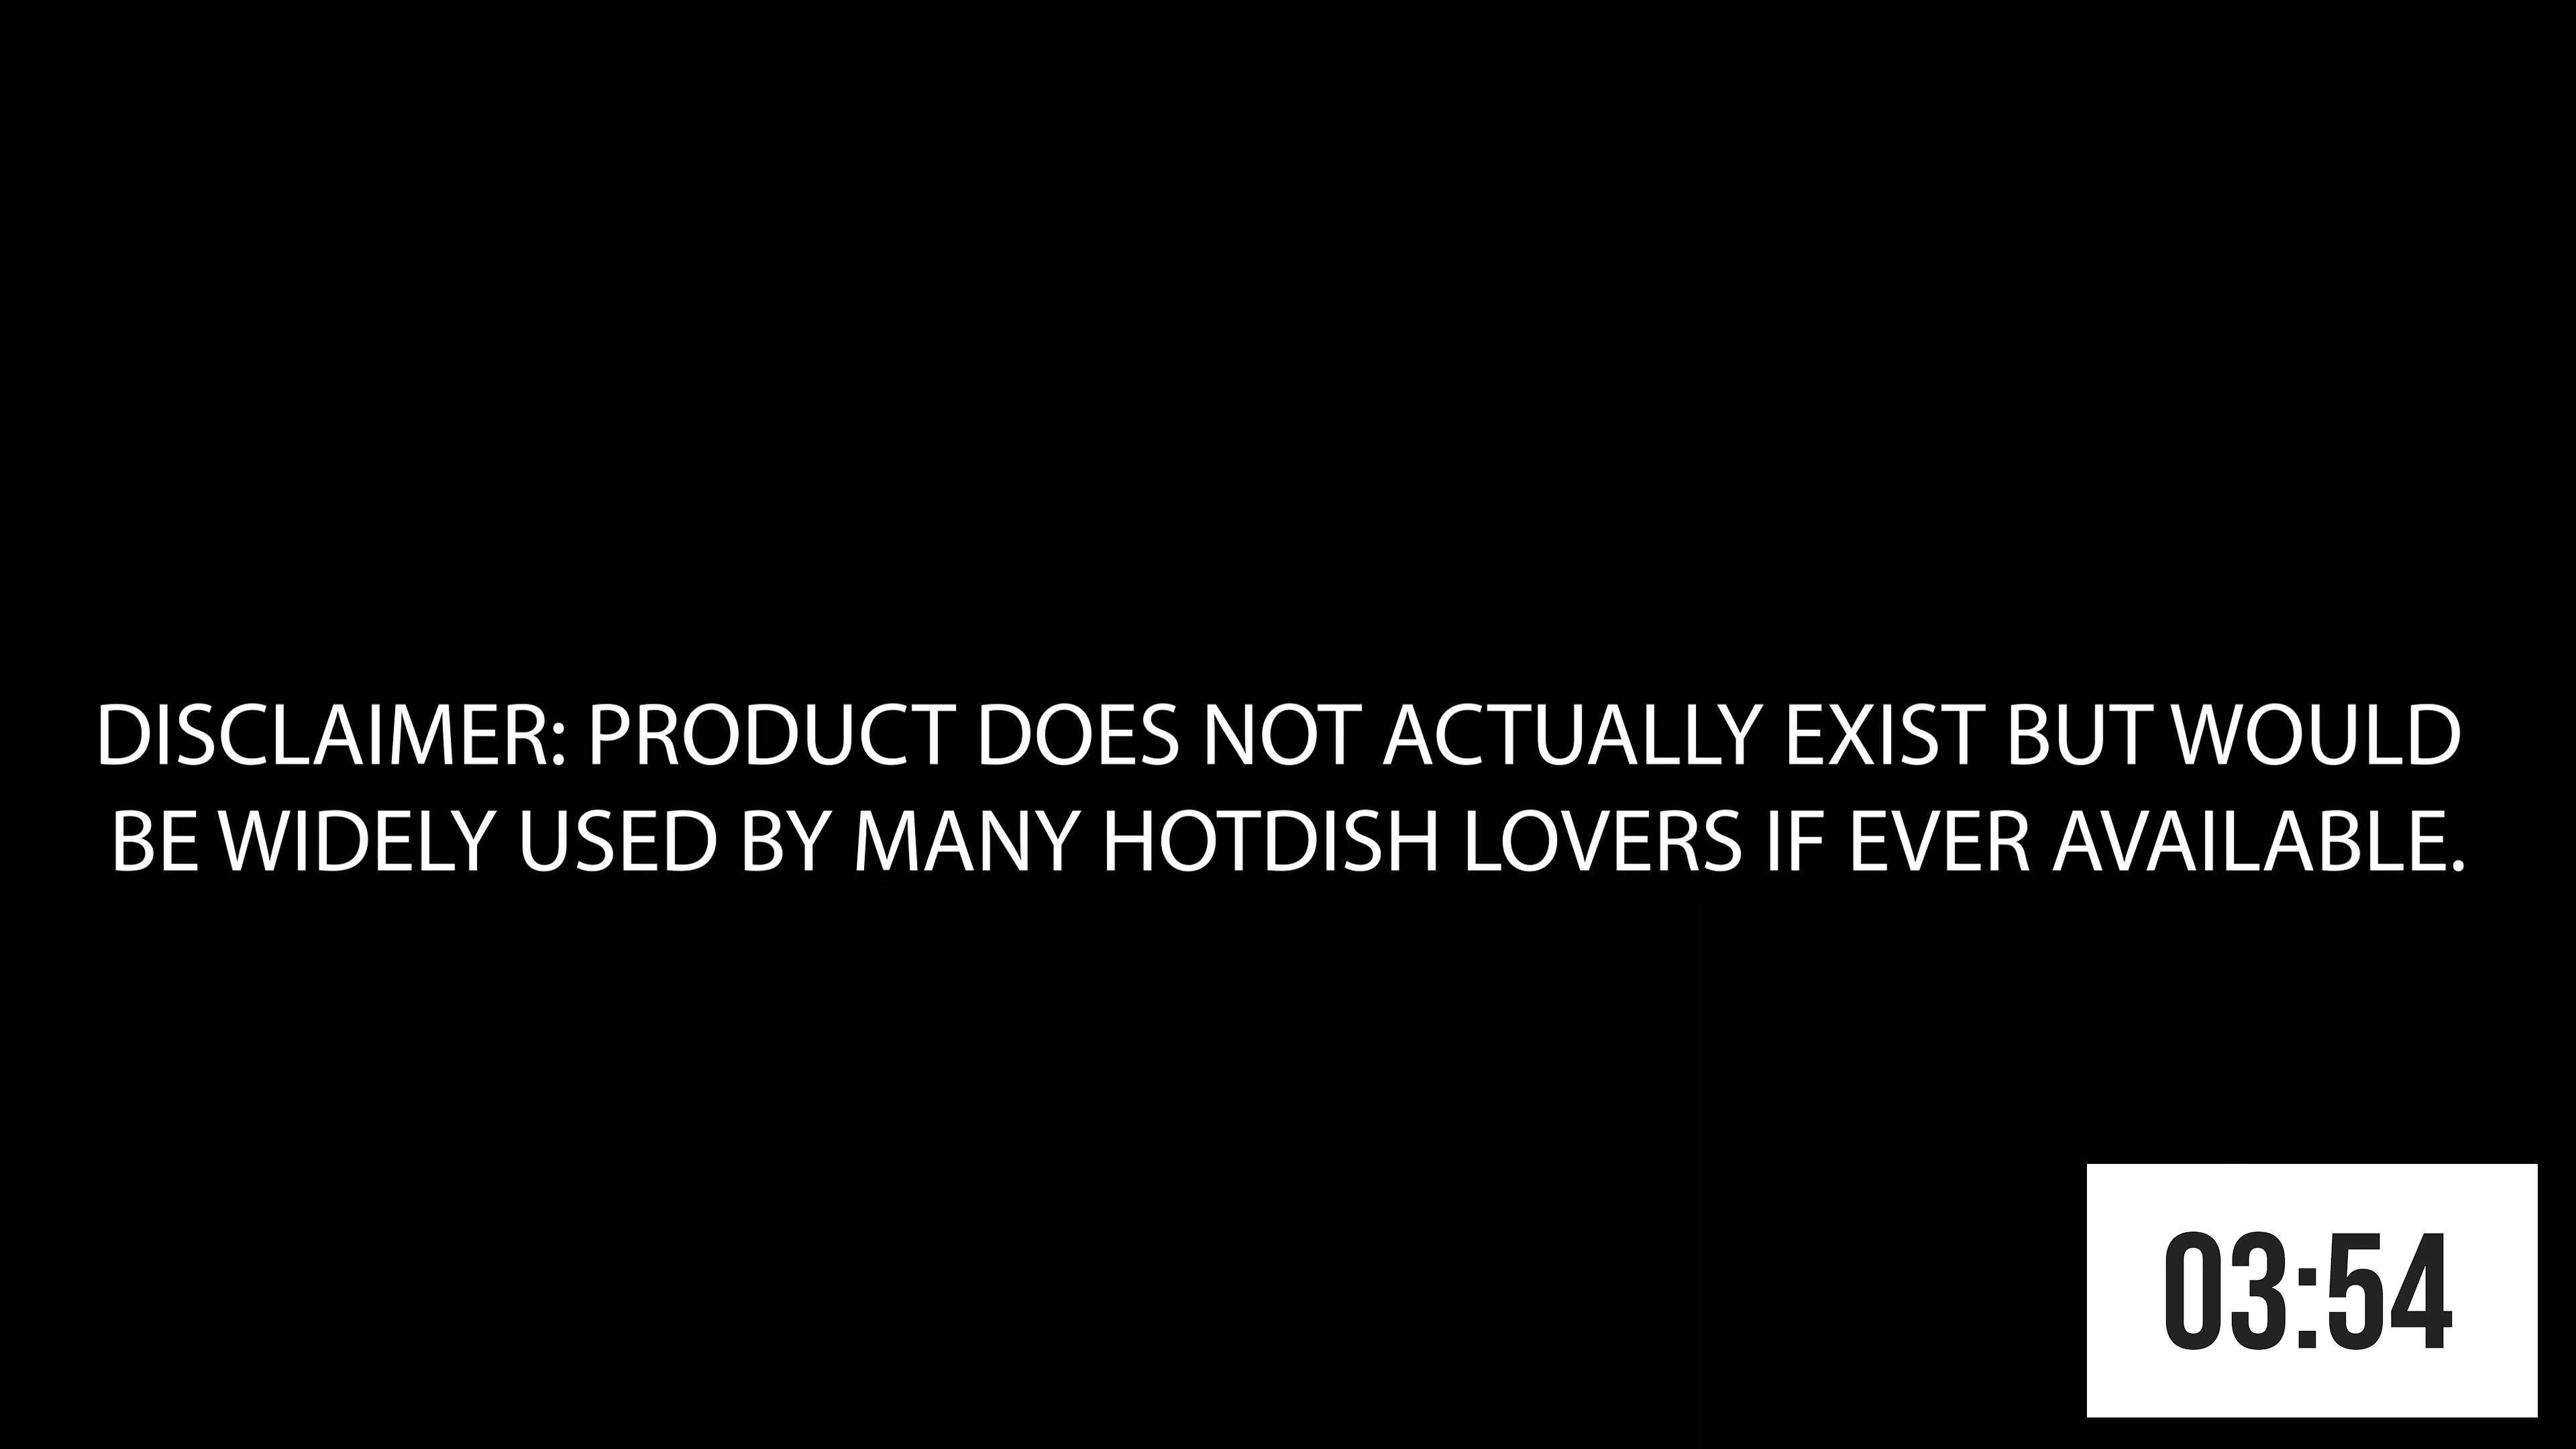 DISCLAIMER: PRODUCT DOES NOT ACTUALLY EXIST BUT WOULD
BE WIDELY USED BY MANY HOTDISH LOVERS IF EVER AVAILABLE.
03:54